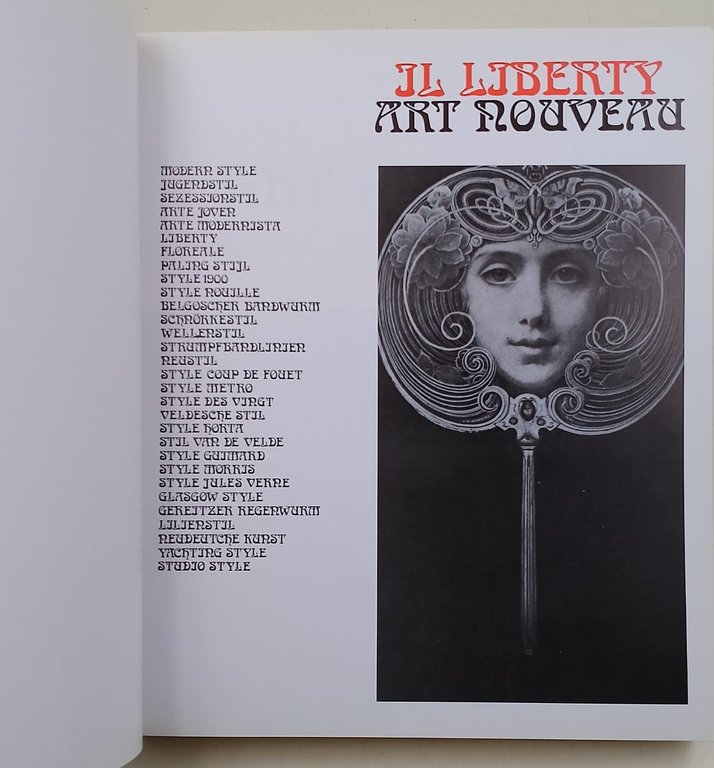 IL LIBERTY
ART NOUVEAU
MODERN STYLE
JUGENDSTIL
SEZESSIONSTIL
ARTE JOVEN
ARTE MODERNISTA
LIBERTY
FLOREALE
PALING STIJL
STYLE 1900
STYLE NOUILLE
BELGOSCHER BANDWURM
SCHNÖRKESTIL
WELLENSTIL
STRUMPFBANDLINIEN
NEUSTIL
STYLE COUP DE FOUET
STYLE METRO
STYLE DES VINGT
VELDESCHE STIL
STYLE HORTA
STIL VAN DE VELDE
STYLE GUIMARD
STYLE MORRIS
STYLE JULES VERNE
GLASGOW STYLE
GEREITZER REGENWURM
LILIENSTIL
NEUDEUTCHE KUNST
YACHTING STYLE
STUDIO STYLE